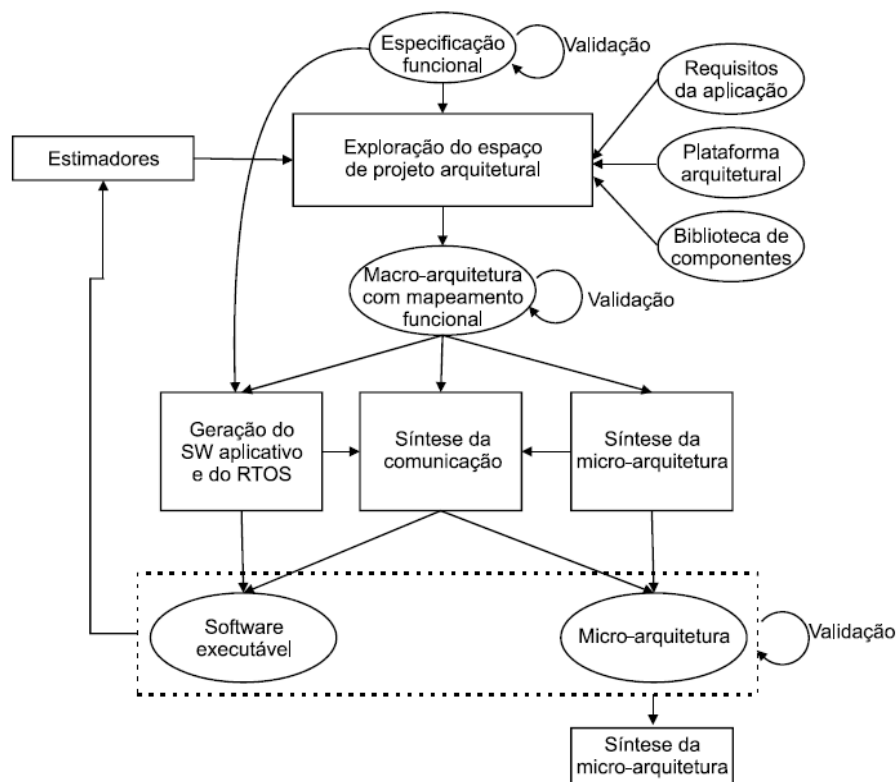 Especificação
funcional
Validação
Requisitos
da aplicação
Estimadores
Exploração do espaço
de projeto arquitetural
Plataforma
arquitetural
Biblioteca de
componentes
Macro-arquitetura
com mapeamento
funcional
Validação
Geração do
SW aplicativo
e do RTOS
Síntese da
comunicação
Síntese da
micro-arquitetura
Software
executável
Micro-arquitetura
Validação
Síntese da
micro-arquitetura